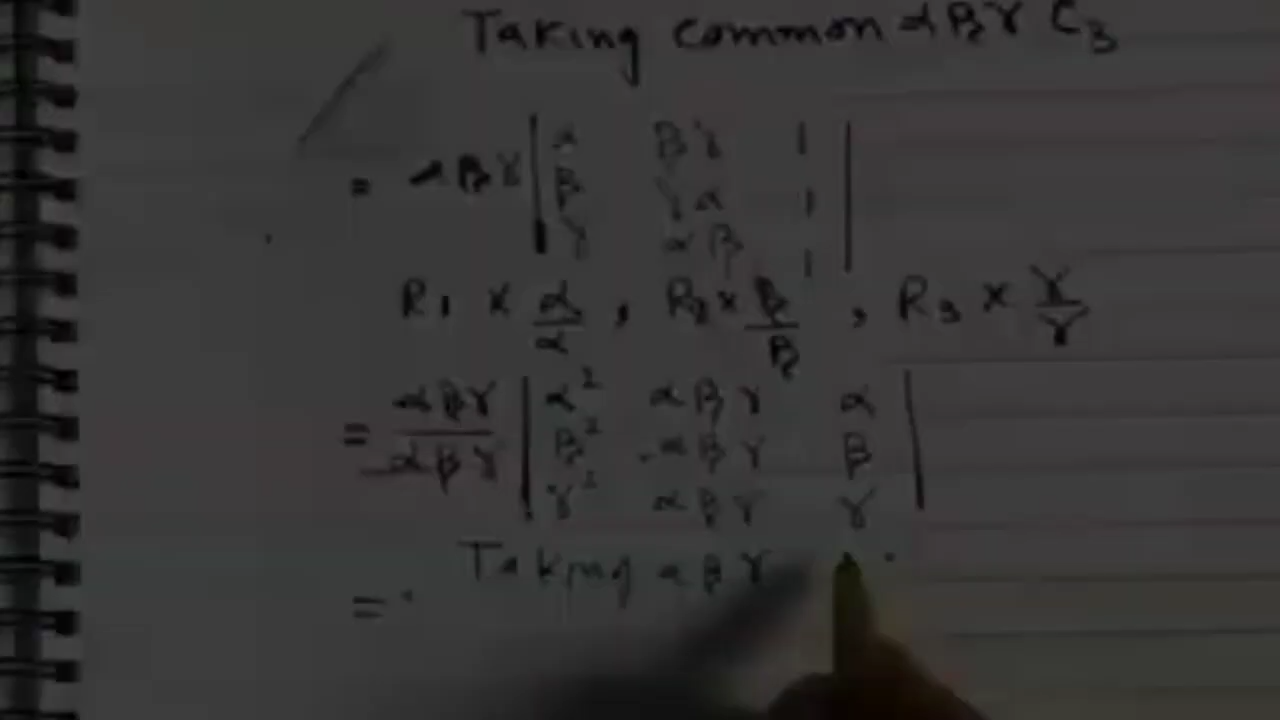 Taking common αβγ C₃
= αβγ | α βγ 1 |
β γα 1
γ αβ 1
R₁ × α/α , R₂ × β/β , R₃ × γ/γ
= αβγ/αβγ | α² αβγ α |
β² αβγ β
γ² αβγ γ
Taking αβγ
=